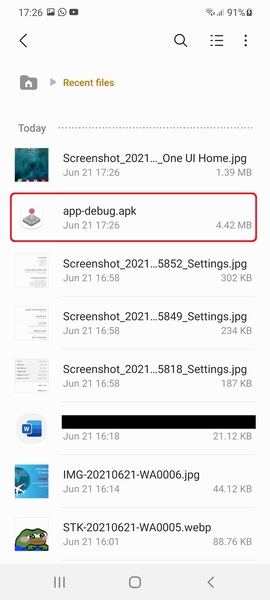 17:26
91%
Recent files
Today
Screenshot_2021..._One UI Home.jpg
Jun 21 17:26 1.39 MB
app-debug.apk
Jun 21 17:26 4.42 MB
Screenshot_2021...5852_Settings.jpg
Jun 21 16:58 302 KB
Screenshot_2021...5849_Settings.jpg
Jun 21 16:58 234 KB
Screenshot_2021...5818_Settings.jpg
Jun 21 16:58 187 KB
W
Jun 21 16:18 21.12 KB
IMG-20210621-WA0006.jpg
Jun 21 16:14 44.12 KB
STK-20210621-WA0005.webp
Jun 21 16:01 88.76 KB